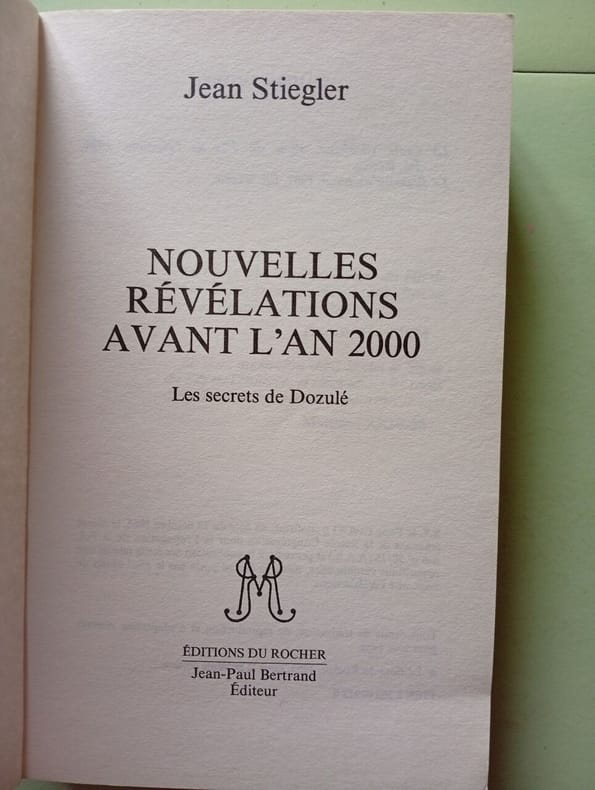 Jean Stiegler
NOUVELLES
RÉVÉLATIONS
AVANT L'AN 2000
Les secrets de Dozulé
ÉDITIONS DU ROCHER
Jean-Paul Bertrand
Éditeur